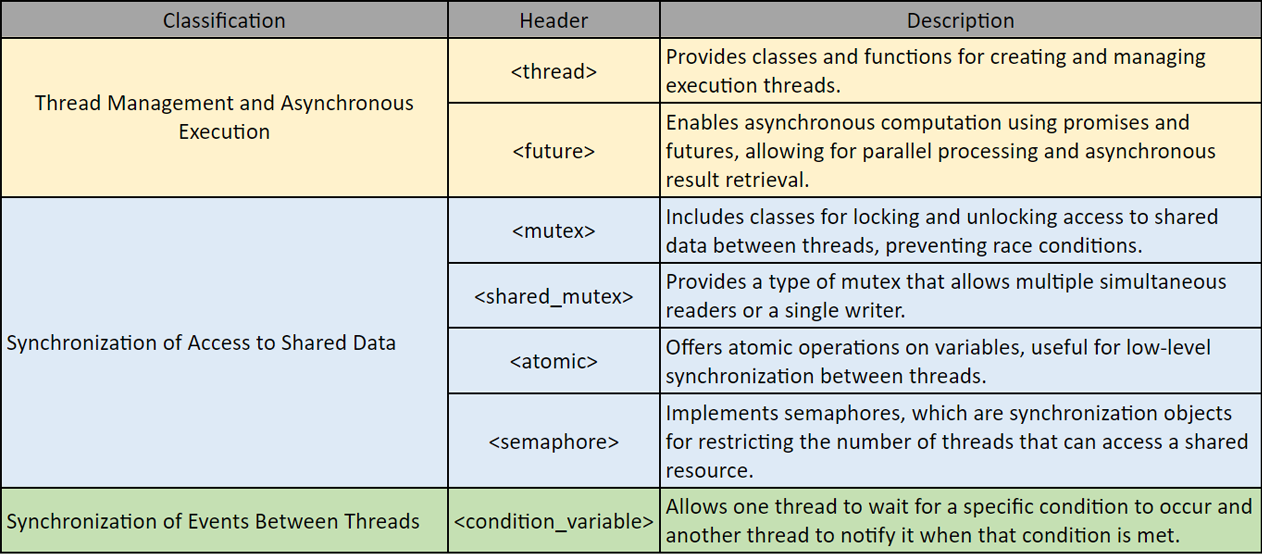 Classification
Header
Description
Thread Management and Asynchronous
Execution
<thread>
Provides classes and functions for creating and managing
execution threads.
<future>
Enables asynchronous computation using promises and
futures, allowing for parallel processing and asynchronous
result retrieval.
Synchronization of Access to Shared Data
<mutex>
Includes classes for locking and unlocking access to shared
data between threads, preventing race conditions.
<shared_mutex>
Provides a type of mutex that allows multiple simultaneous
readers or a single writer.
<atomic>
Offers atomic operations on variables, useful for low-level
synchronization between threads.
<semaphore>
Implements semaphores, which are synchronization objects
for restricting the number of threads that can access a shared
resource.
Synchronization of Events Between Threads
<condition_variable>
Allows one thread to wait for a specific condition to occur and
another thread to notify it when that condition is met.